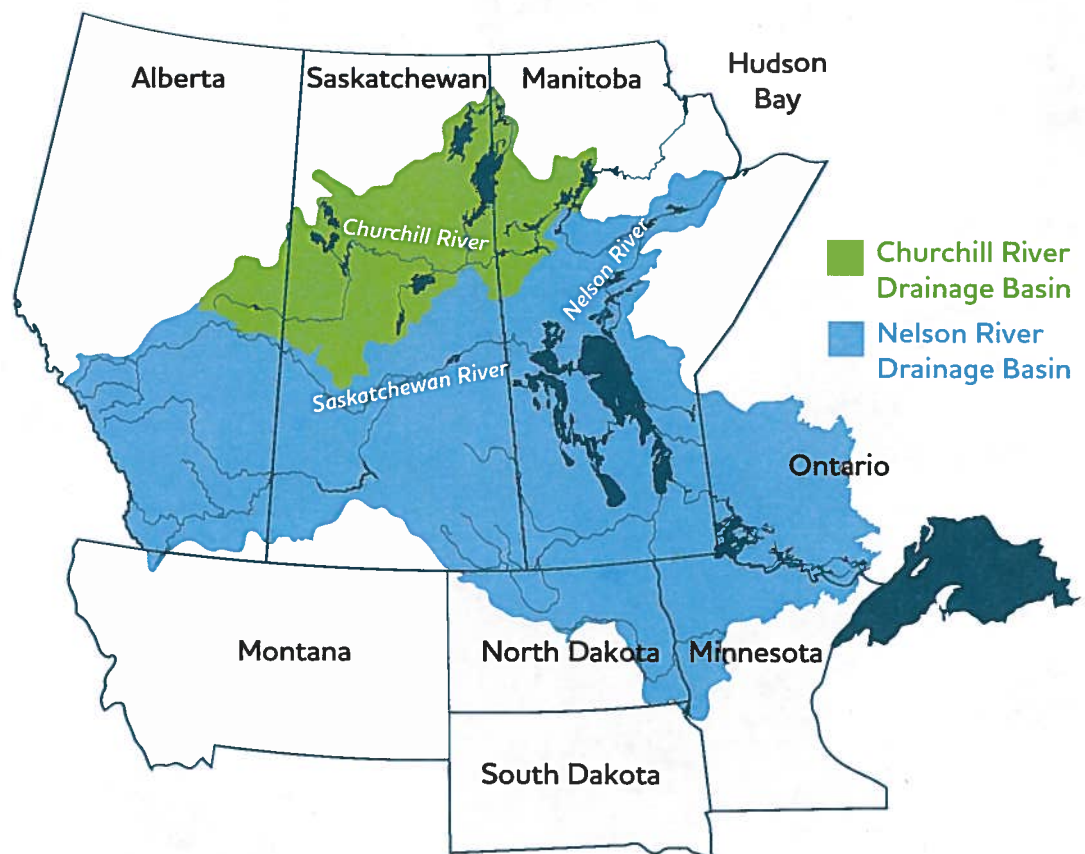 Alberta
Saskatchewan
Manitoba
Hudson
Bay
Churchill River
Nelson River
Churchill River
Drainage Basin
Nelson River
Drainage Basin
Saskatchewan River
Ontario
Montana
North Dakota
Minnesota
South Dakota